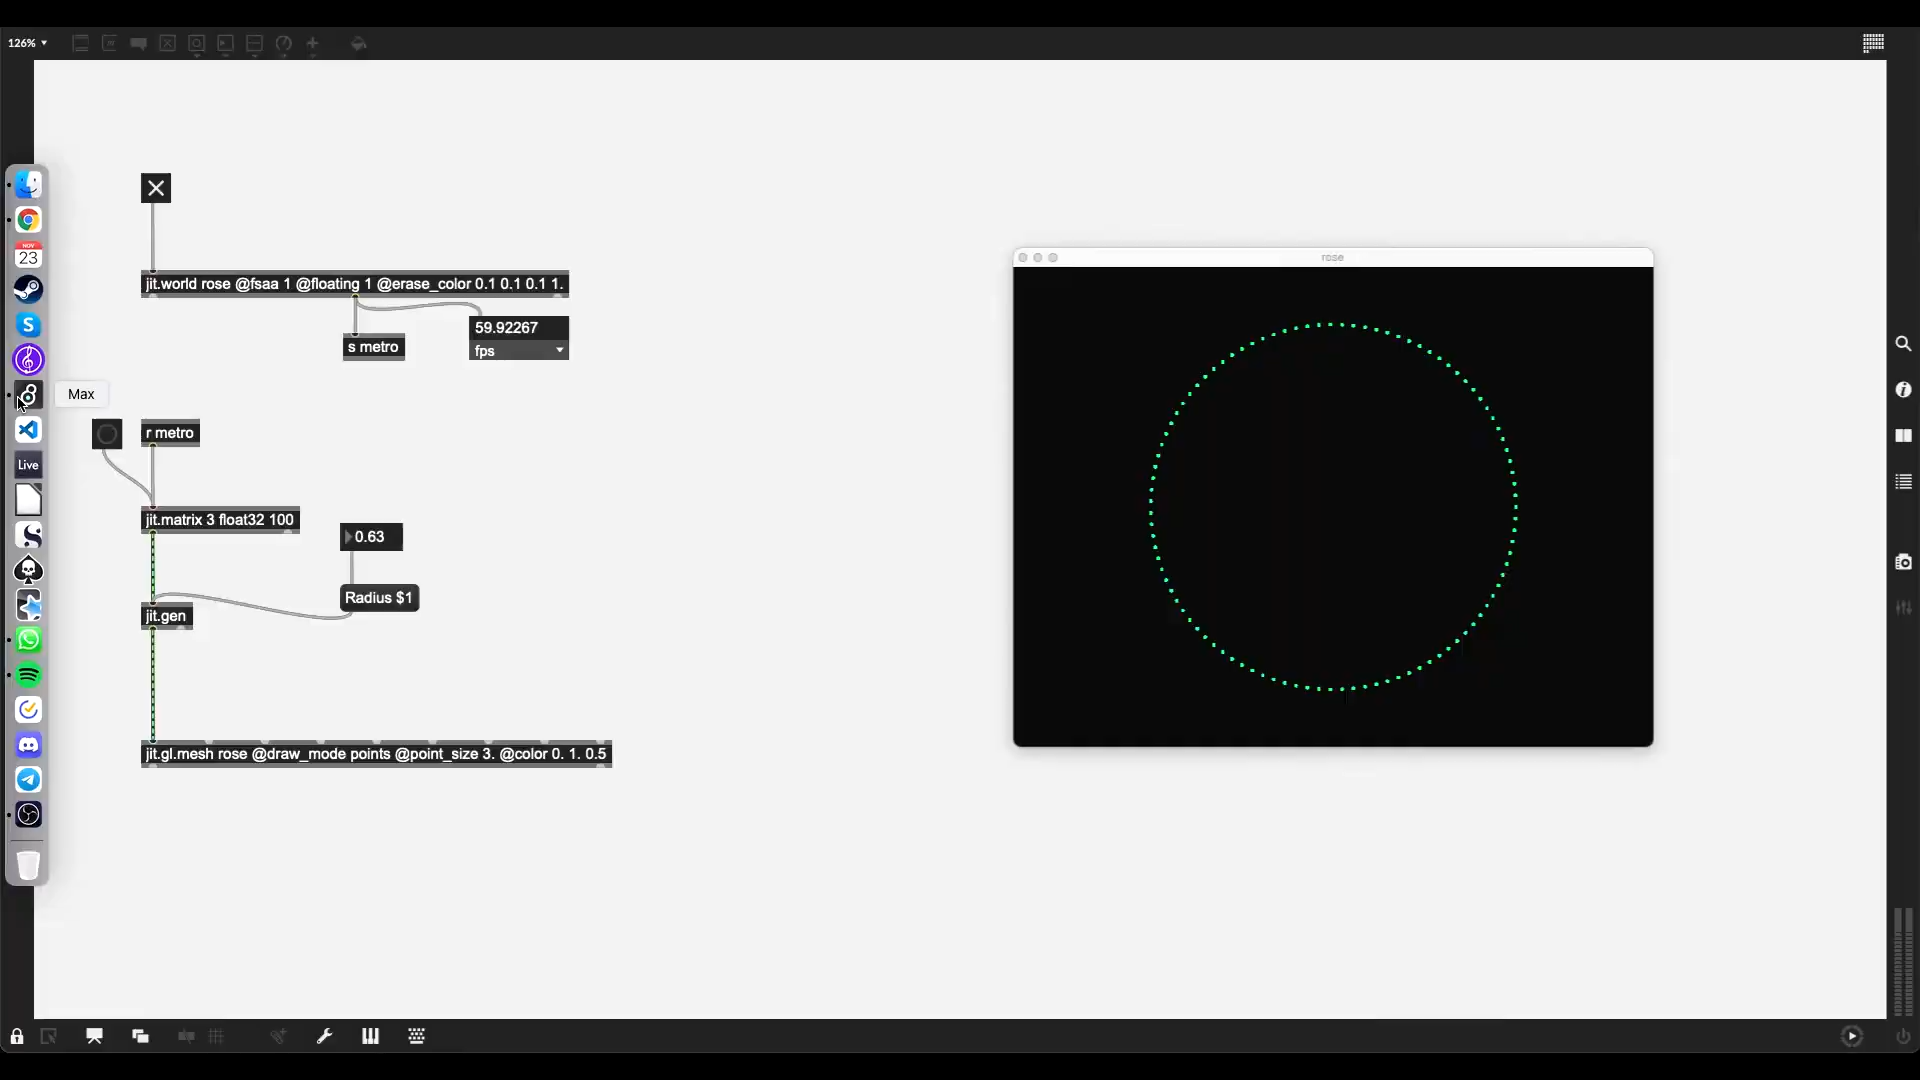 126%
jit.world rose @fsaa 1 @floating 1 @erase_color 0.1 0.1 0.1 1.
59.92267
fps
s metro
rose
NOV
23
Max
r metro
Live
jit.matrix 3 float32 100
0.63
Radius $1
jit.gen
jit.gl.mesh rose @draw_mode points @point_size 3. @color 0. 1. 0.5